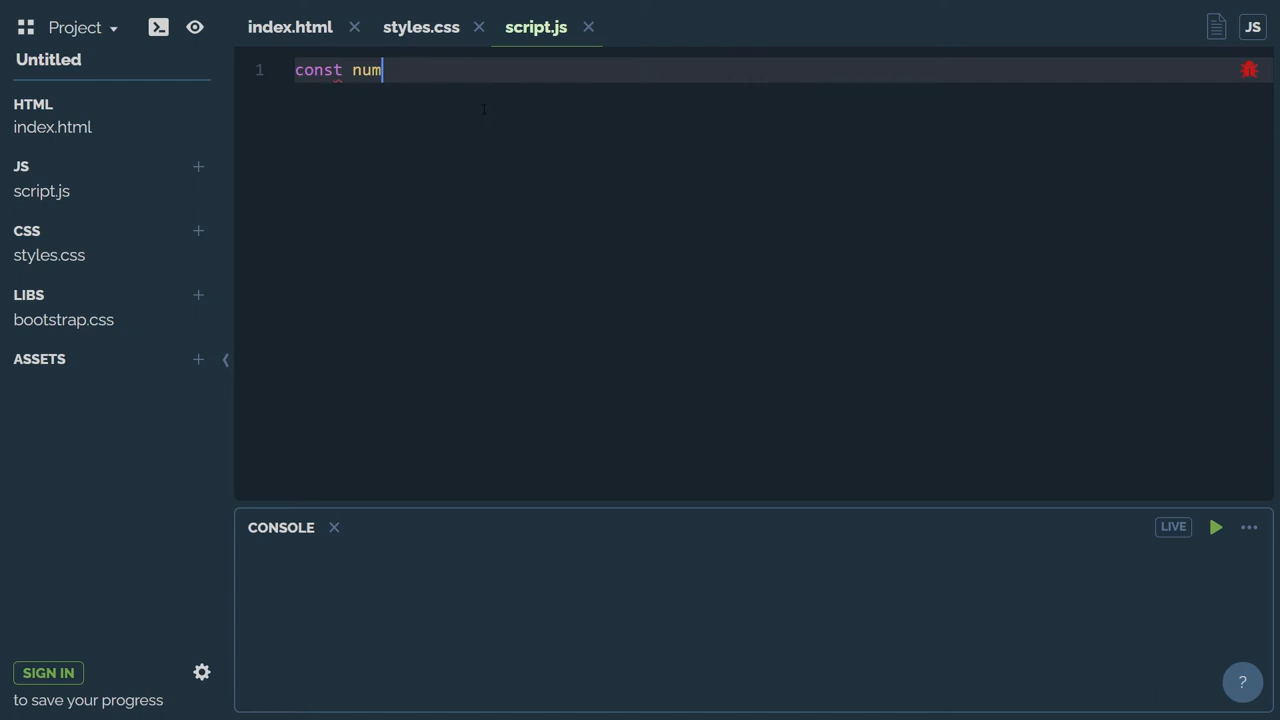 Project
index.html
styles.css
script.js
JS
Untitled
1 const num
HTML
index.html
JS
script.js
CSS
styles.css
LIBS
bootstrap.css
ASSETS
CONSOLE
LIVE
SIGN IN
to save your progress
?